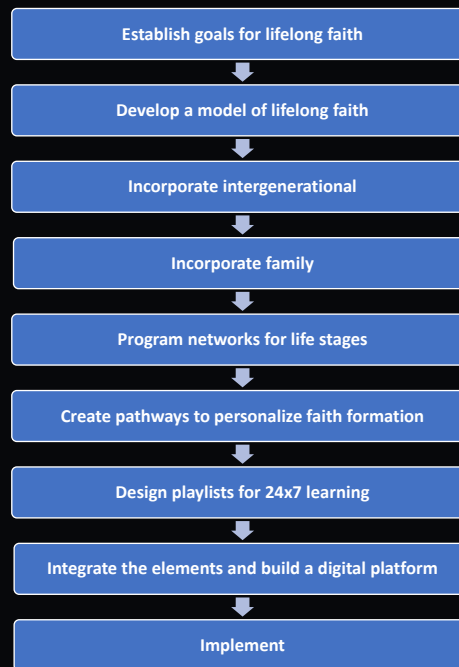 Establish goals for lifelong faith
Develop a model of lifelong faith
Incorporate intergenerational
Incorporate family
Program networks for life stages
Create pathways to personalize faith formation
Design playlists for 24x7 learning
Integrate the elements and build a digital platform
Implement